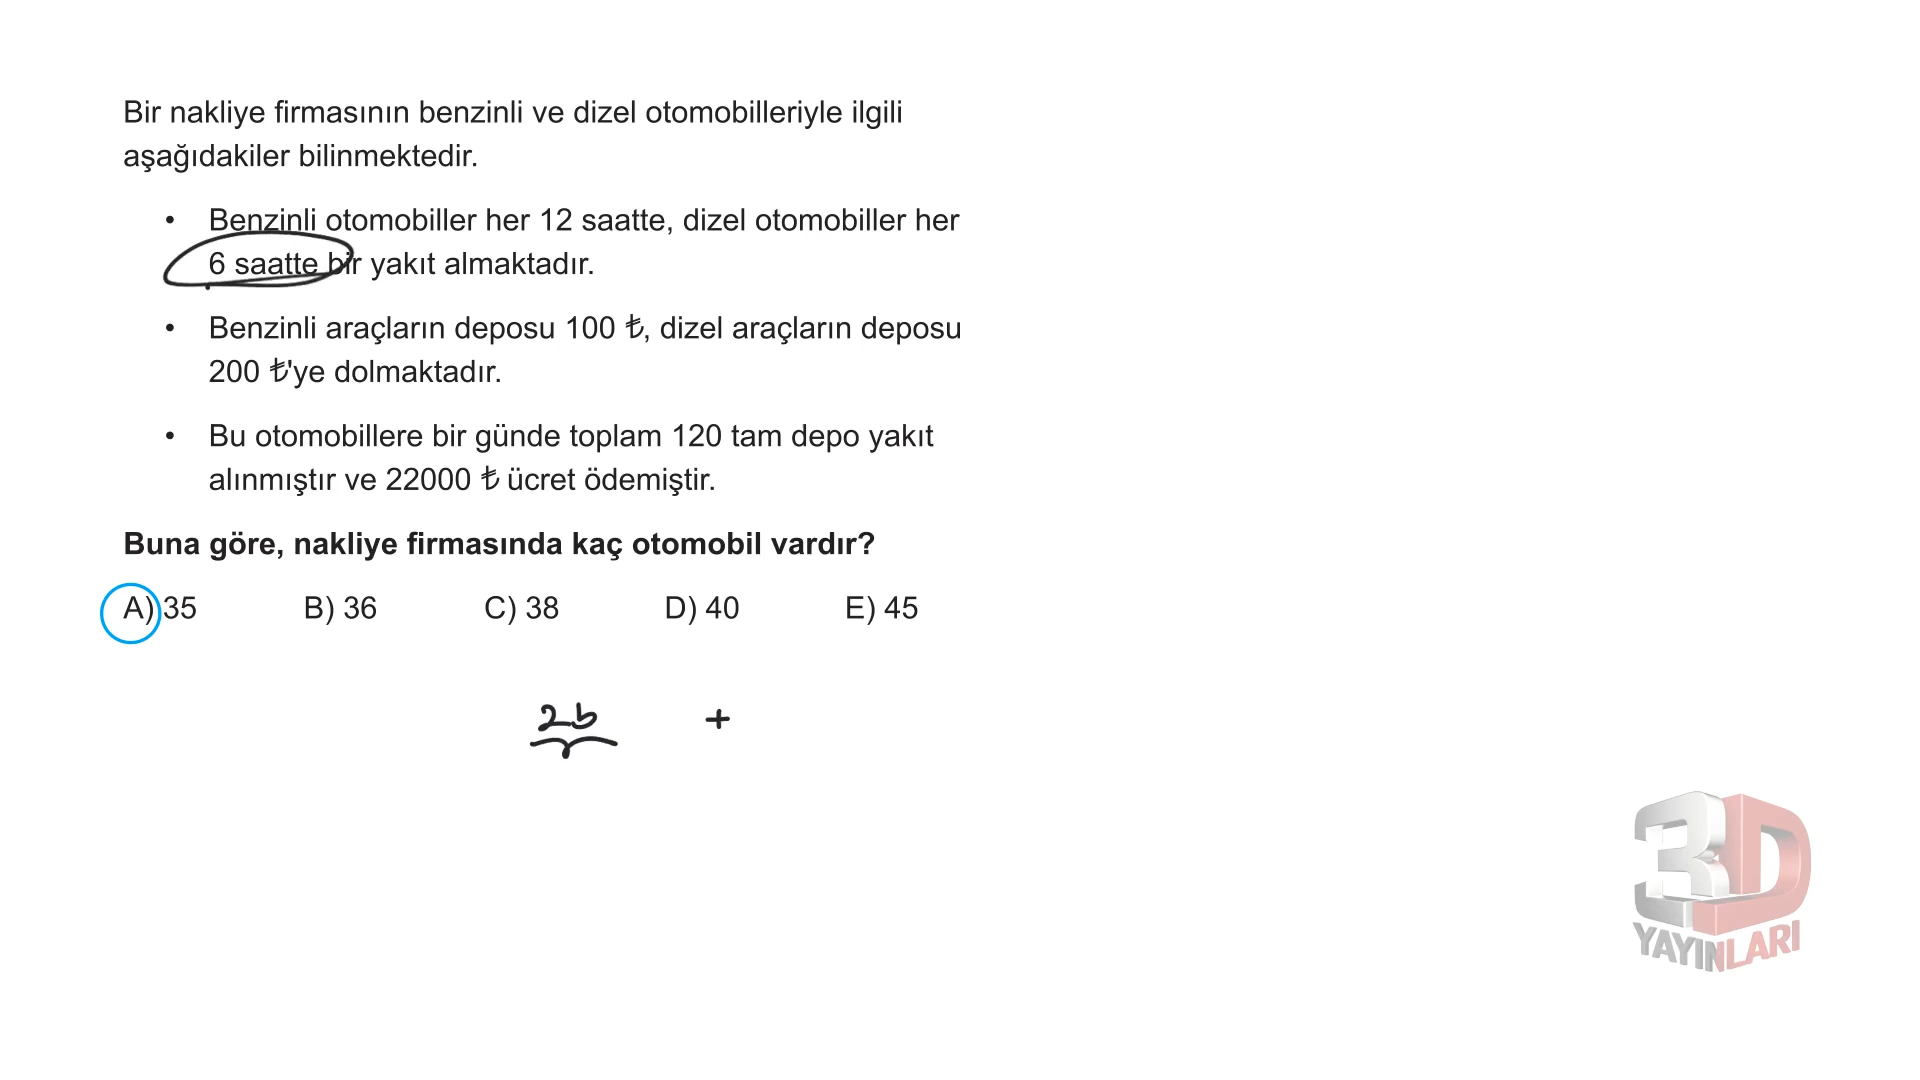 Bir nakliye firmasının benzinli ve dizel otomobilleriyle ilgili
aşağıdakiler bilinmektedir.
• Benzinli otomobiller her 12 saatte, dizel otomobiller her
6 saatte bir yakıt almaktadır.
• Benzinli araçların deposu 100 ₺, dizel araçların deposu
200 ₺'ye dolmaktadır.
• Bu otomobillere bir günde toplam 120 tam depo yakıt
alınmıştır ve 22000 ₺ ücret ödemiştir.
Buna göre, nakliye firmasında kaç otomobil vardır?
A) 35 B) 36 C) 38 D) 40 E) 45
2b +
3D
YAYINLARI